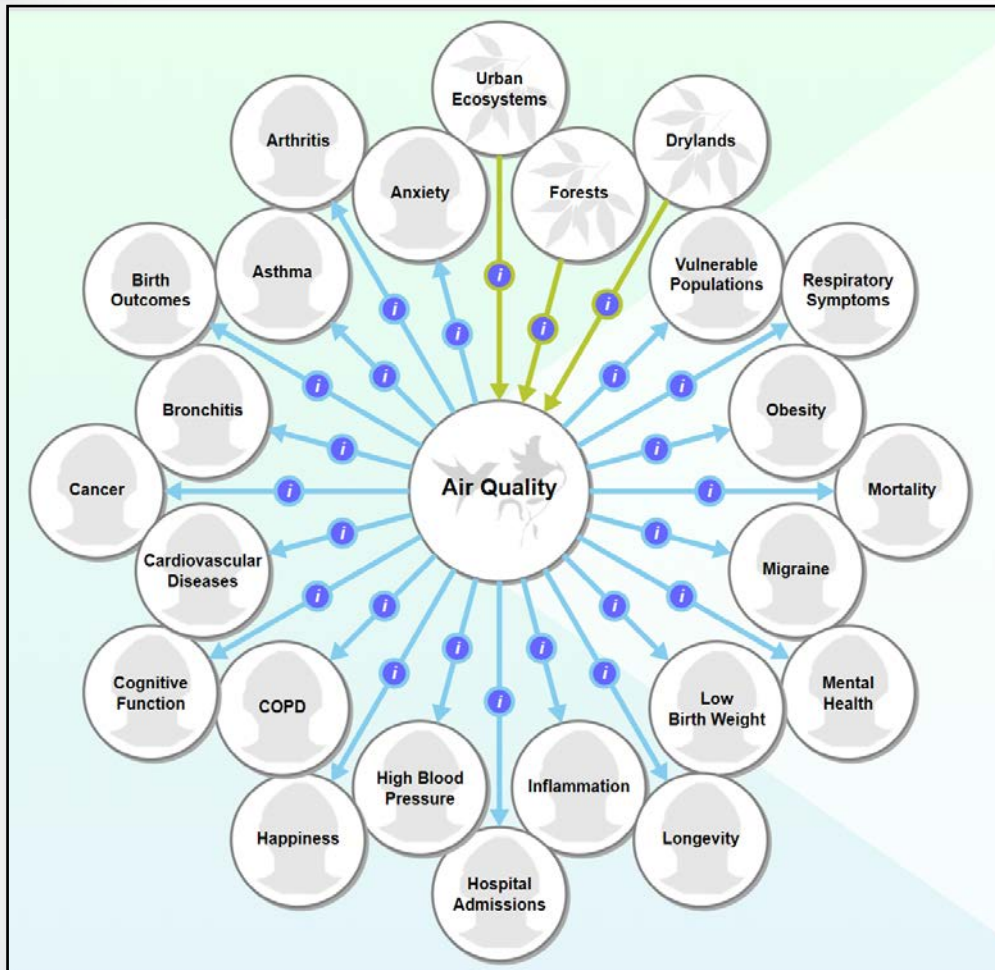 Urban
Ecosystems
Arthritis
Drylands
Anxiety
Forests
Birth
Outcomes
Asthma
Vulnerable
Populations
Respiratory
Symptoms
i
i
i
i
i
i
i
i
i
i
Bronchitis
Obesity
i
i
Cancer
i
Air Quality
i
Mortality
Cardiovascular
Diseases
i
i
Migraine
i
i
Cognitive
Function
COPD
i
i
Low
Birth Weight
Mental
Health
i
i
i
i
i
High Blood
Pressure
Inflammation
Happiness
Longevity
Hospital
Admissions